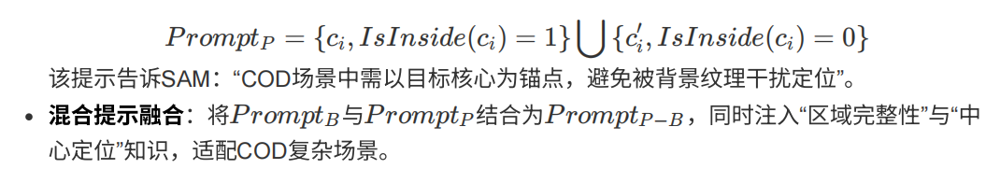 Prompt_P = {c_i, IsInside(c_i) = 1} ⋃ {c_i′, IsInside(c_i) = 0}
该提示告诉SAM：“COD场景中需以目标核心为锚点，避免被背景纹理干扰定位”。
• 混合提示融合：将Prompt_B与Prompt_P结合为Prompt_{P−B}，同时注入“区域完整性”与“中
心定位”知识，适配COD复杂场景。